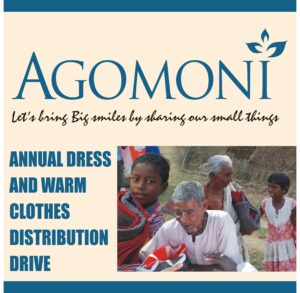 AGOMONI
Let's bring Big smiles by sharing our small things
ANNUAL DRESS
AND WARM
CLOTHES
DISTRIBUTION
DRIVE